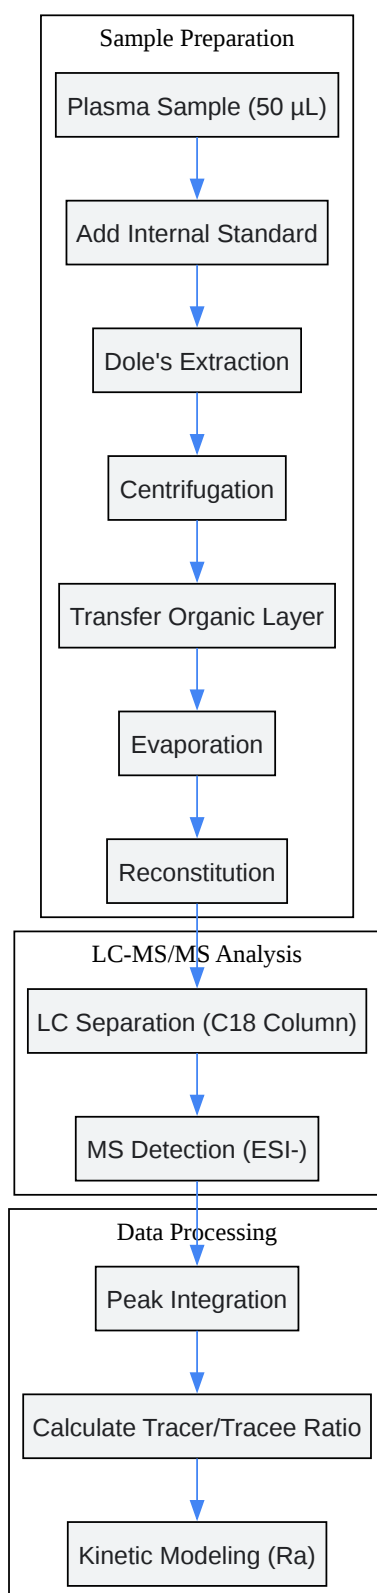 Sample Preparation
Plasma Sample (50 µL)
Add Internal Standard
Dole's Extraction
Centrifugation
Transfer Organic Layer
Evaporation
Reconstitution
LC-MS/MS Analysis
LC Separation (C18 Column)
MS Detection (ESI-)
Data Processing
Peak Integration
Calculate Tracer/Tracee Ratio
Kinetic Modeling (Ra)